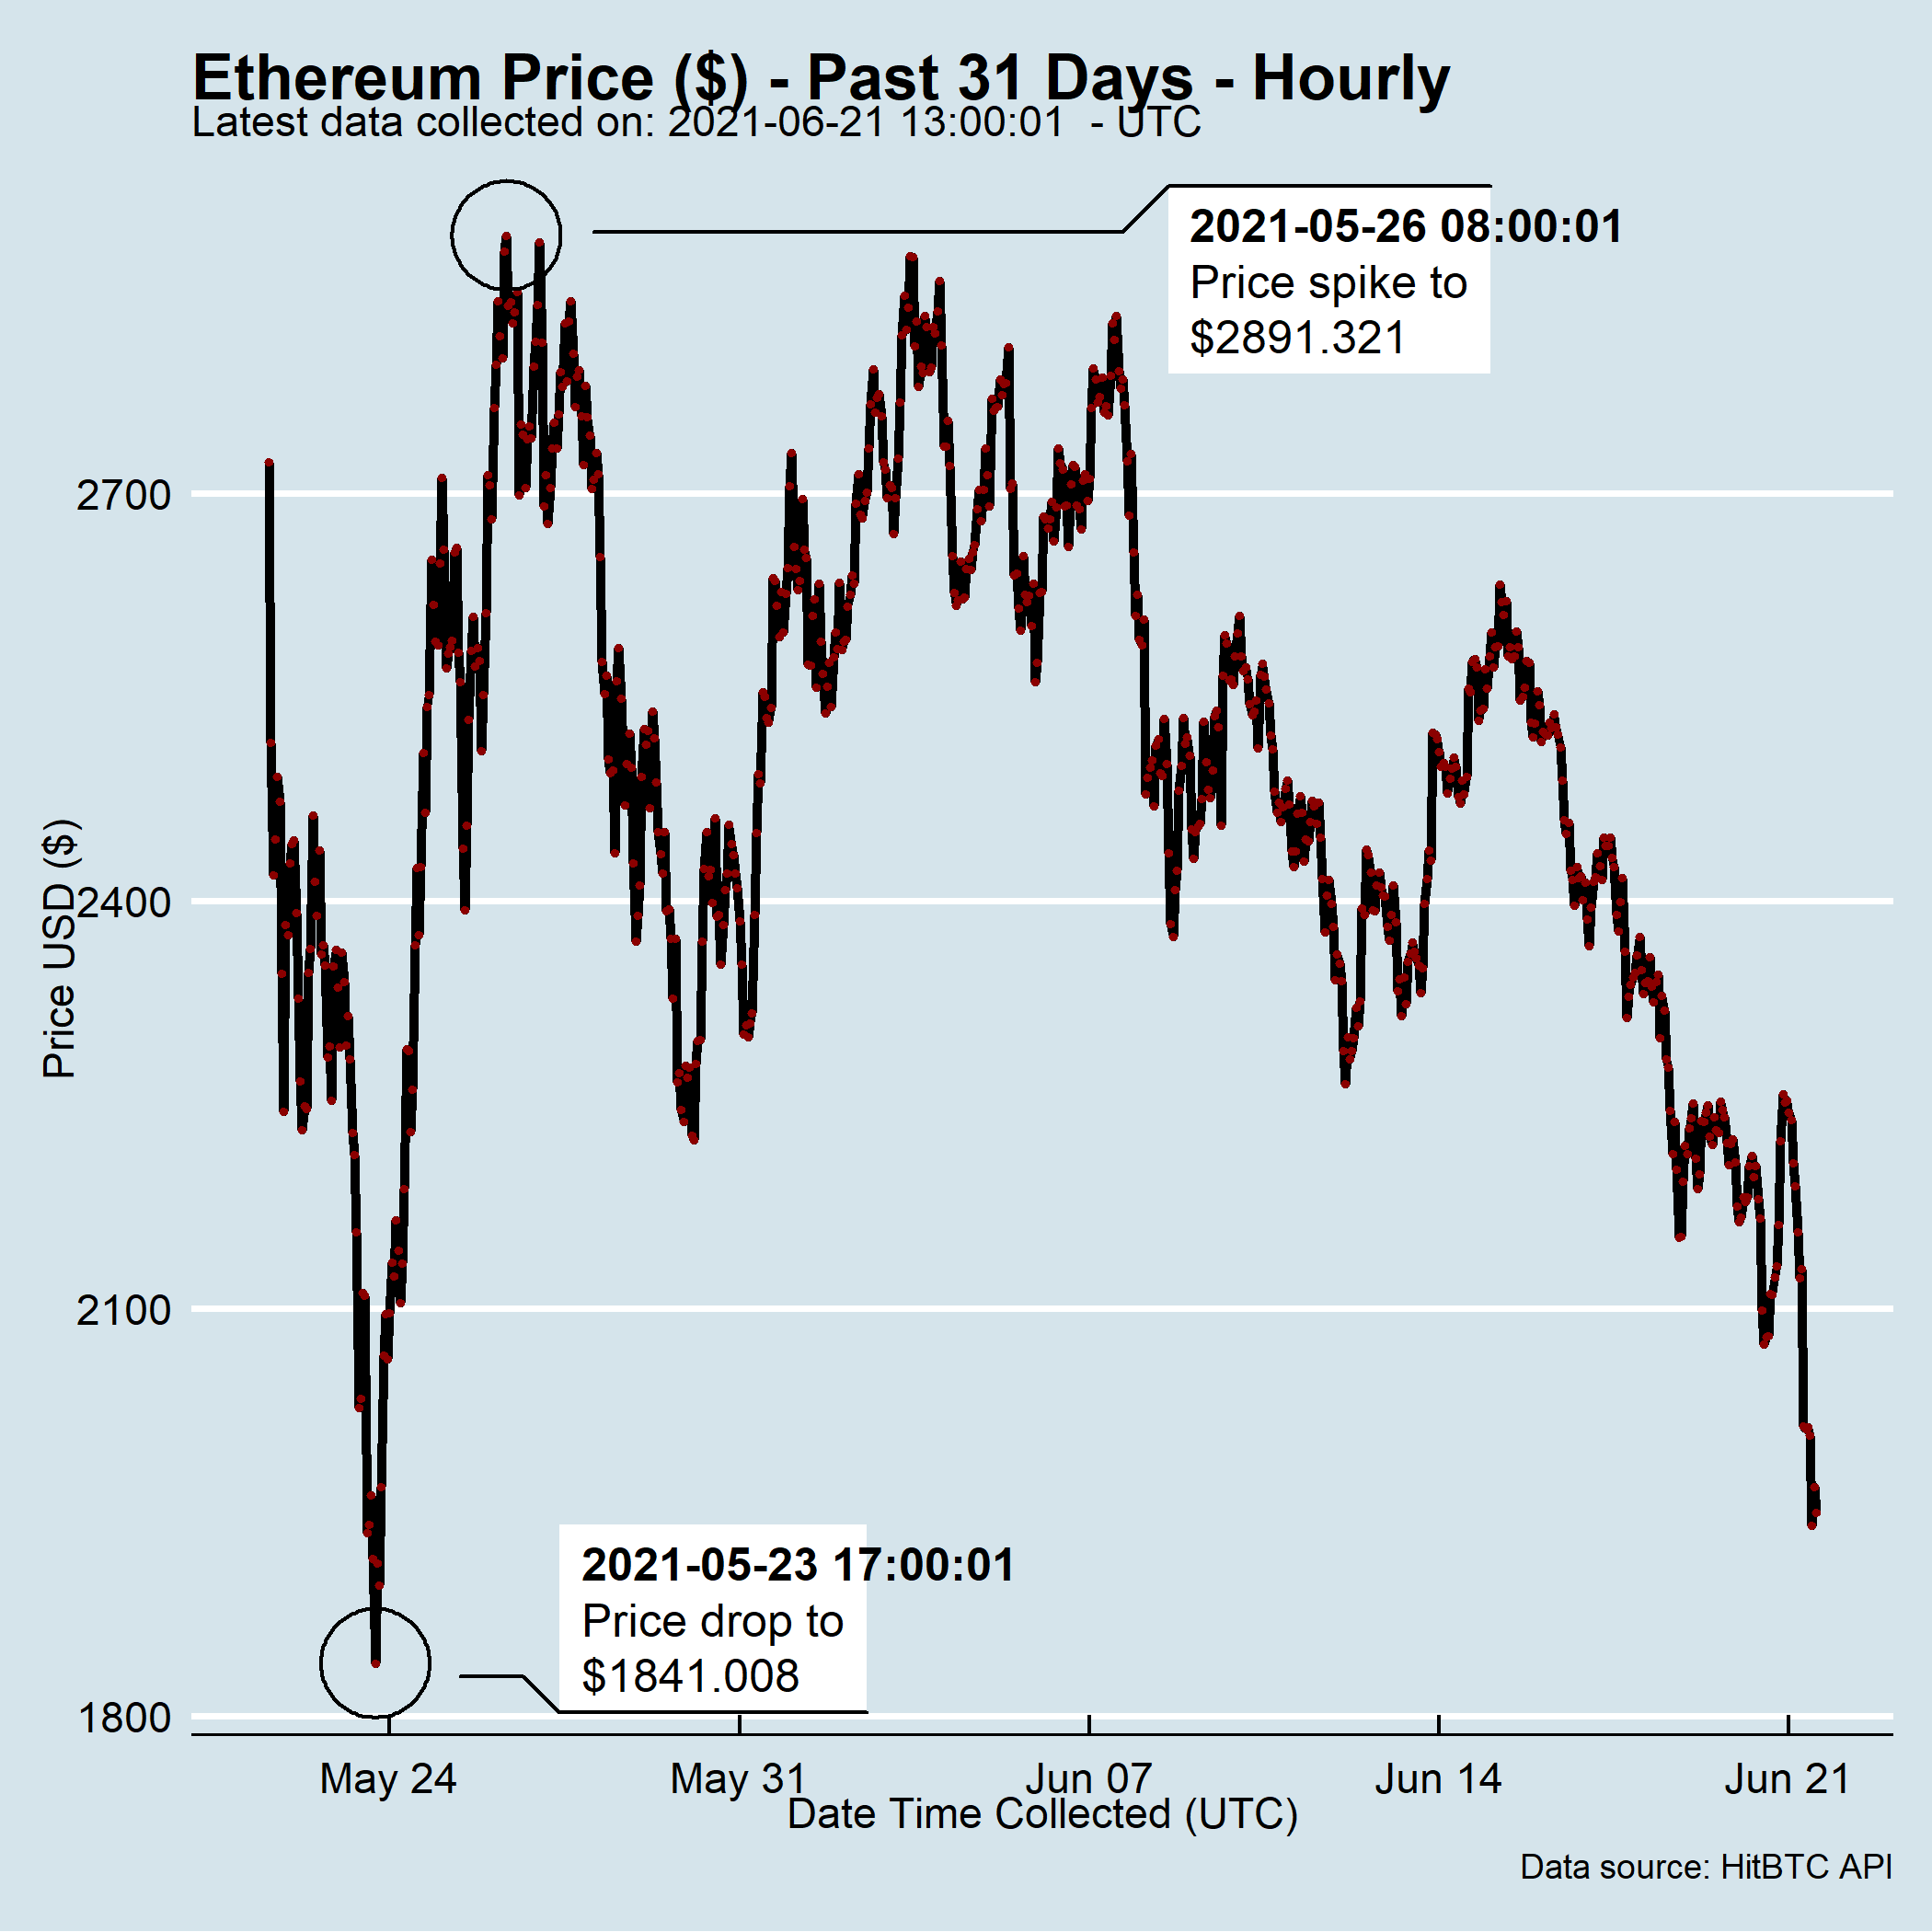 Ethereum Price ($) - Past 31 Days - Hourly
Latest data collected on: 2021-06-21 13:00:01  - UTC
2021-05-26 08:00:01
Price spike to
$2891.321
2700
2400
2100
1800
Price USD ($)
2021-05-23 17:00:01
Price drop to
$1841.008
May 24
May 31
Jun 07
Jun 14
Jun 21
Date Time Collected (UTC)
Data source: HitBTC API